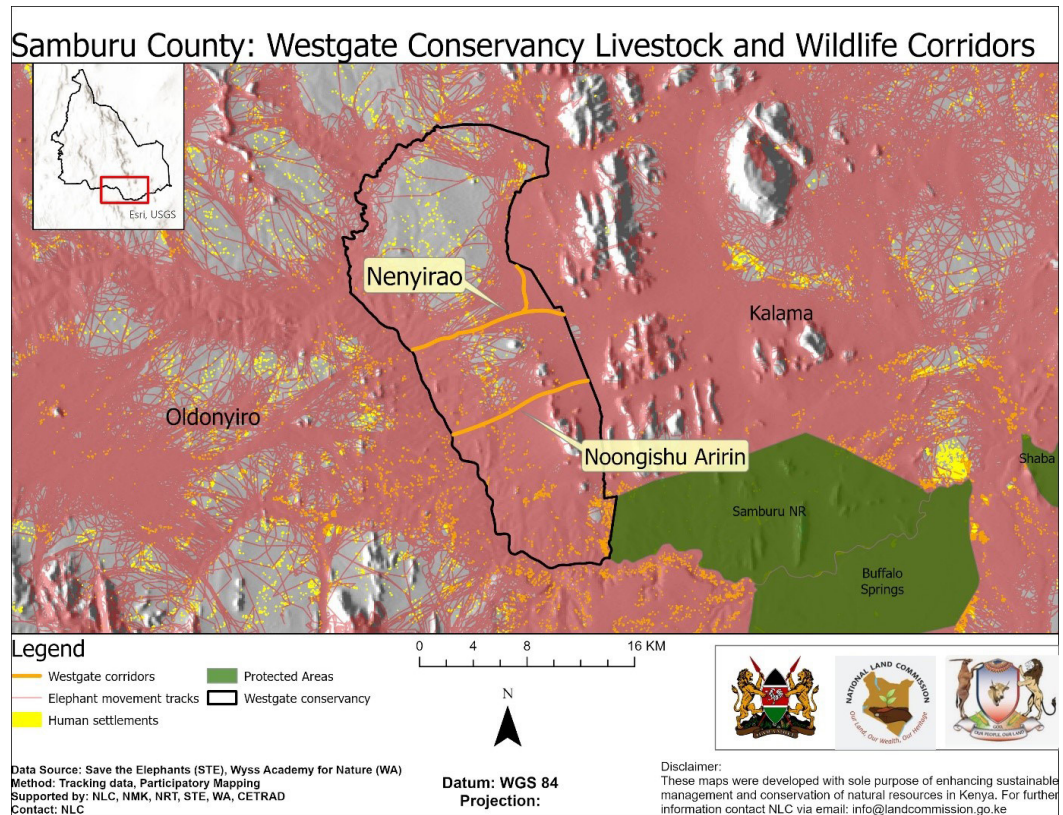 Samburu County: Westgate Conservancy Livestock and Wildlife Corridors
Esri, USGS
Nenyirao
Kalama
Oldonyiro
Noongishu Aririn
Shaba
Samburu NR
Buffalo
Springs
Legend
Westgate corridors
Elephant movement tracks
Human settlements
Protected Areas
Westgate conservancy
0 4 8 16 KM
N
NATIONAL LAND COMMISSION
Our Land, Our Wealth, Our Heritage
OUR PEOPLE, OUR LAND
Data Source: Save the Elephants (STE), Wyss Academy for Nature (WA)
Method: Tracking data, Participatory Mapping
Supported by: NLC, NMK, NRT, STE, WA, CETRAD
Contact: NLC
Datum: WGS 84
Projection:
Disclaimer:
These maps were developed with sole purpose of enhancing sustainable
management and conservation of natural resources in Kenya. For further
information contact NLC via email: info@landcommission.go.ke